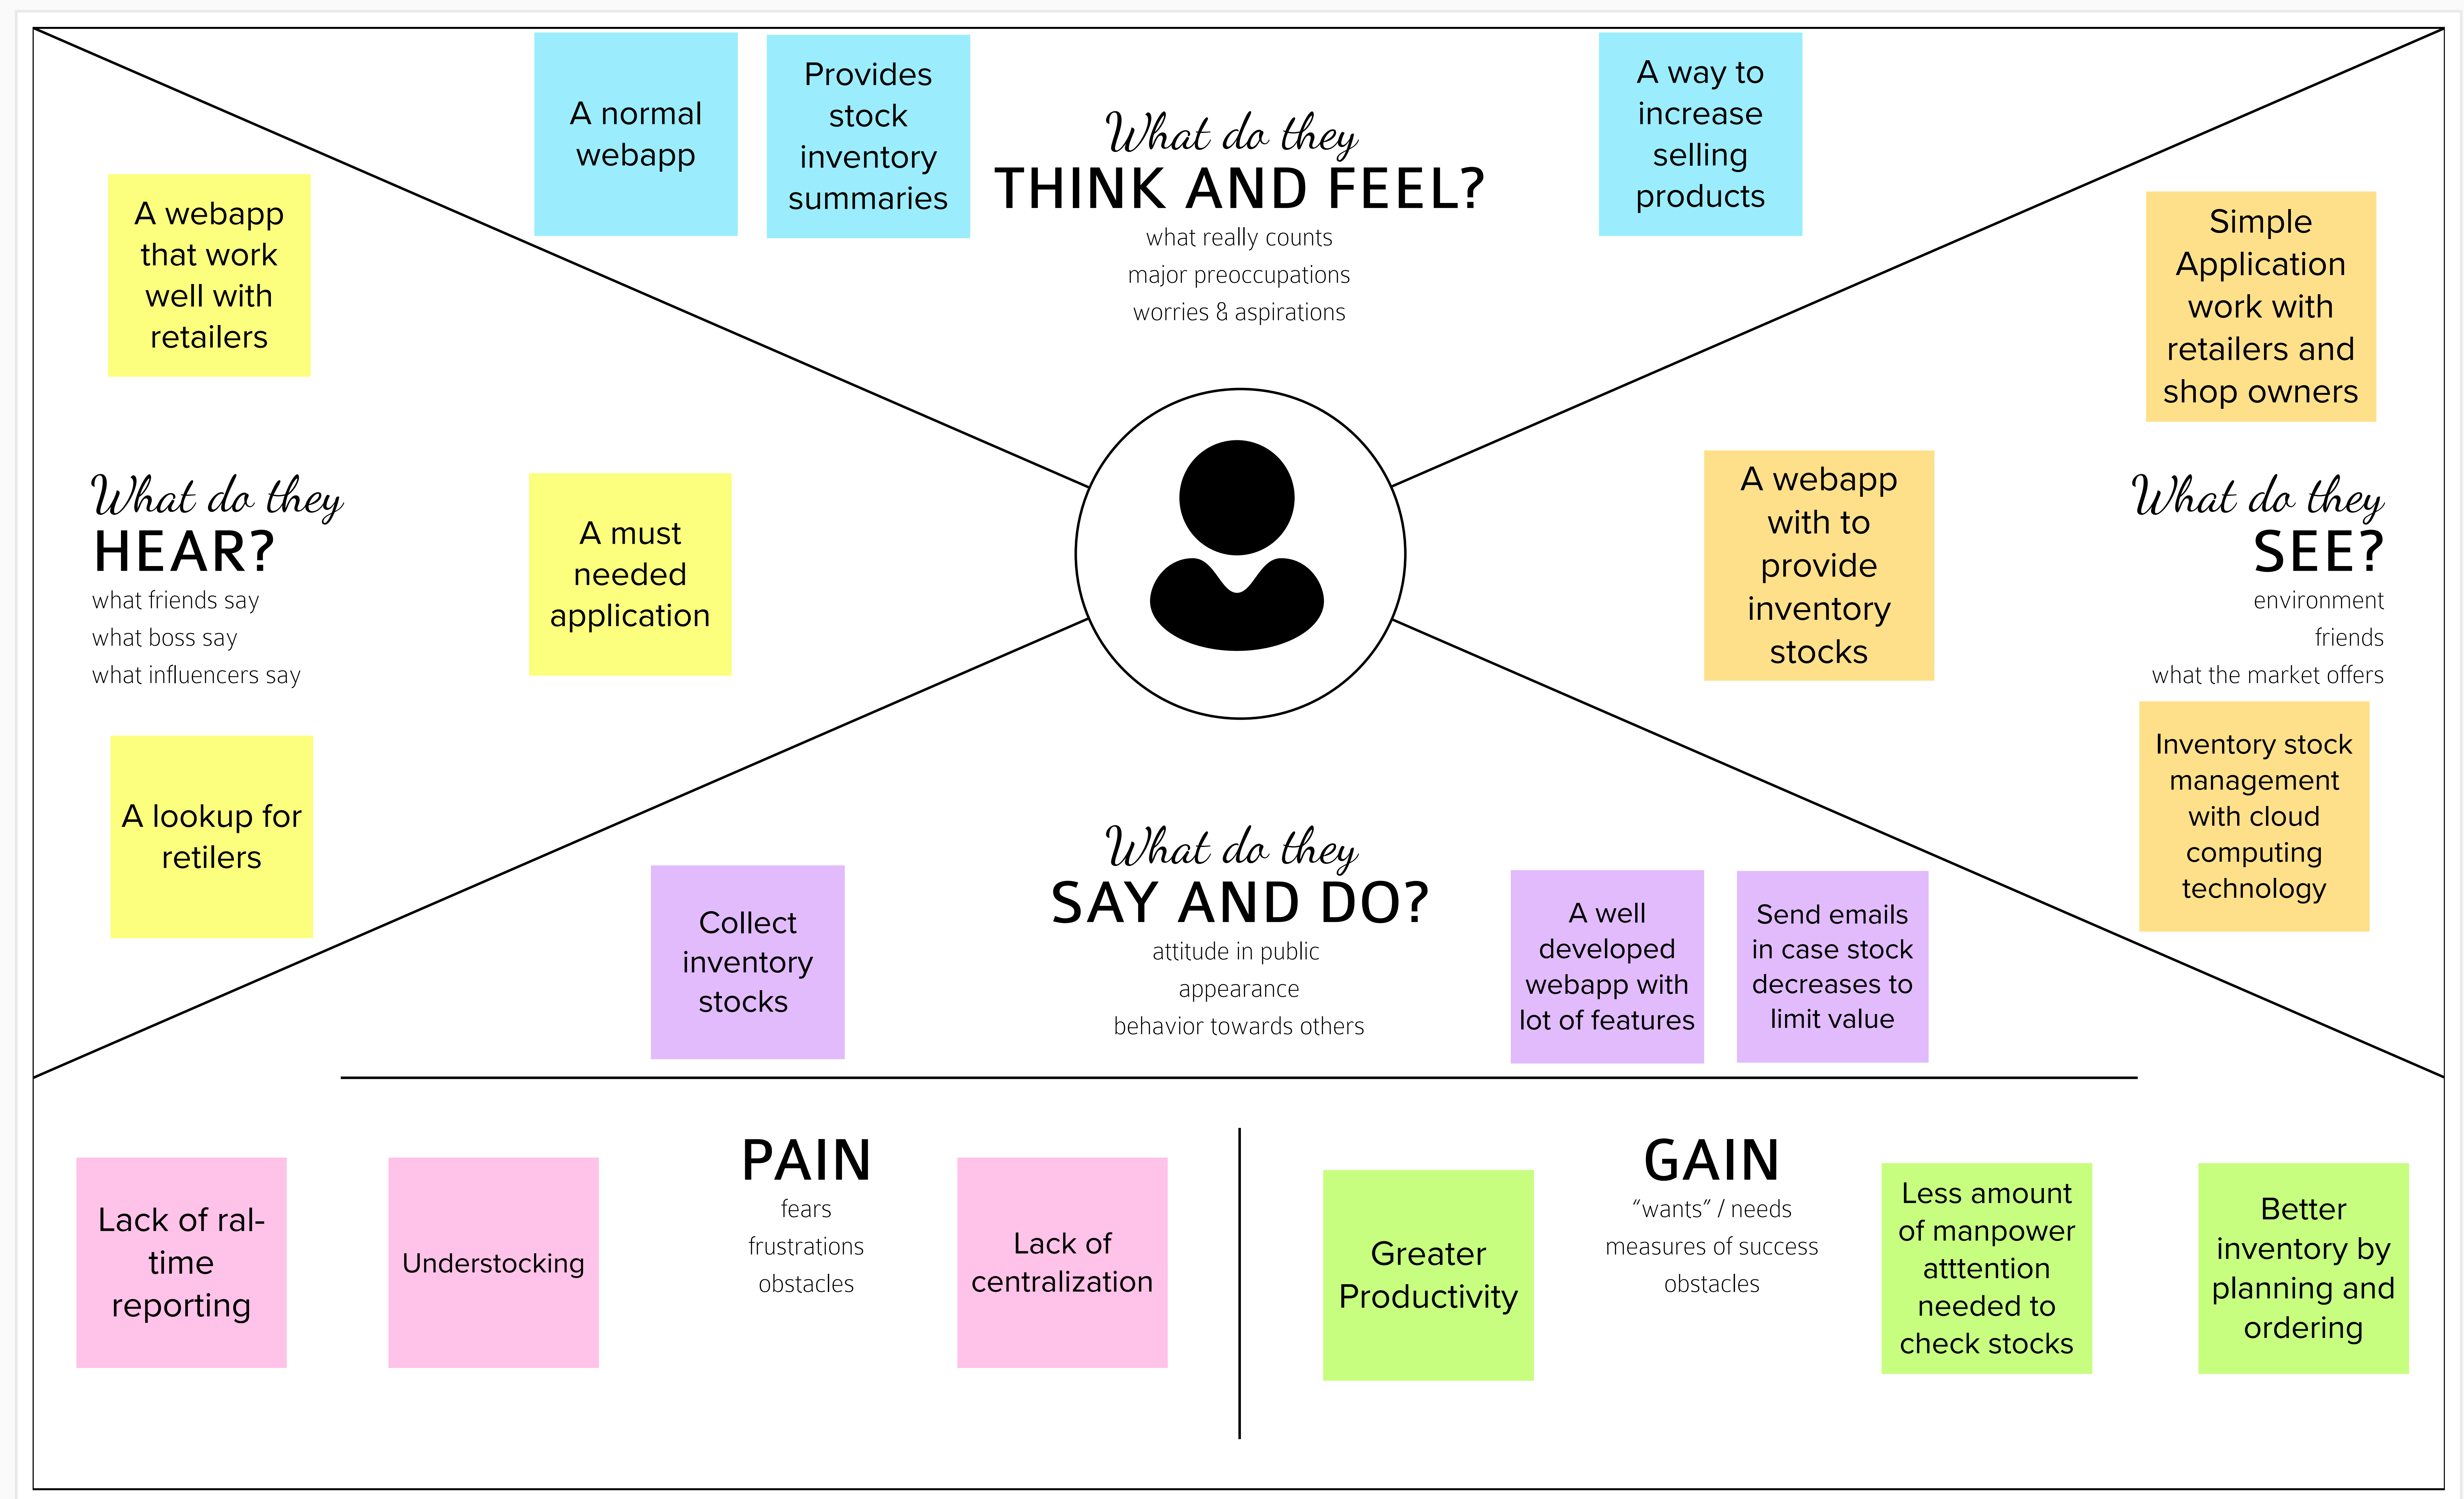 A normal
webapp
Provides
stock
inventory
summaries
What do they
THINK AND FEEL?
what really counts
major preoccupations
worries & aspirations
A way to
increase
selling
products
A webapp
that work
well with
retailers
What do they
HEAR?
what friends say
what boss say
what influencers say
A must
needed
application
A lookup for
retilers
Simple
Application
work with
retailers and
shop owners
A webapp
with to
provide
inventory
stocks
What do they
SEE?
environment
friends
what the market offers
Inventory stock
management
with cloud
computing
technology
Collect
inventory
stocks
What do they
SAY AND DO?
attitude in public
appearance
behavior towards others
A well
developed
webapp with
lot of features
Send emails
in case stock
decreases to
limit value
Lack of ral-
time
reporting
Understocking
PAIN
fears
frustrations
obstacles
Lack of
centralization
Greater
Productivity
GAIN
“wants” / needs
measures of success
obstacles
Less amount
of manpower
atttention
needed to
check stocks
Better
inventory by
planning and
ordering